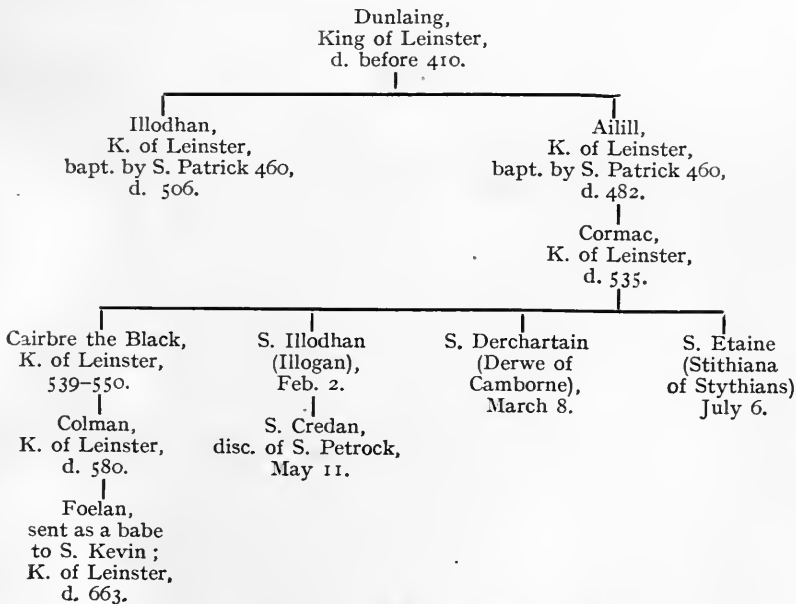 Dunlaing,
King of Leinster,
d. before 410.
Illodhan,
K. of Leinster,
bapt. by S. Patrick 460,
d. 506.
Ailill,
K. of Leinster,
bapt. by S. Patrick 460,
d. 482.
Cormac,
K. of Leinster,
d. 535.
Cairbre the Black,
K. of Leinster,
539–550.
Colman,
K. of Leinster,
d. 580.
Foelan,
sent as a babe
to S. Kevin ;
K. of Leinster,
d. 663.
S. Illodhan
(Illogan),
Feb. 2.
S. Credan,
disc. of S. Petrock,
May 11.
S. Derchartain
(Derwe of
Camborne),
March 8.
S. Etaine
(Stithiana
of Stythians)
July 6.